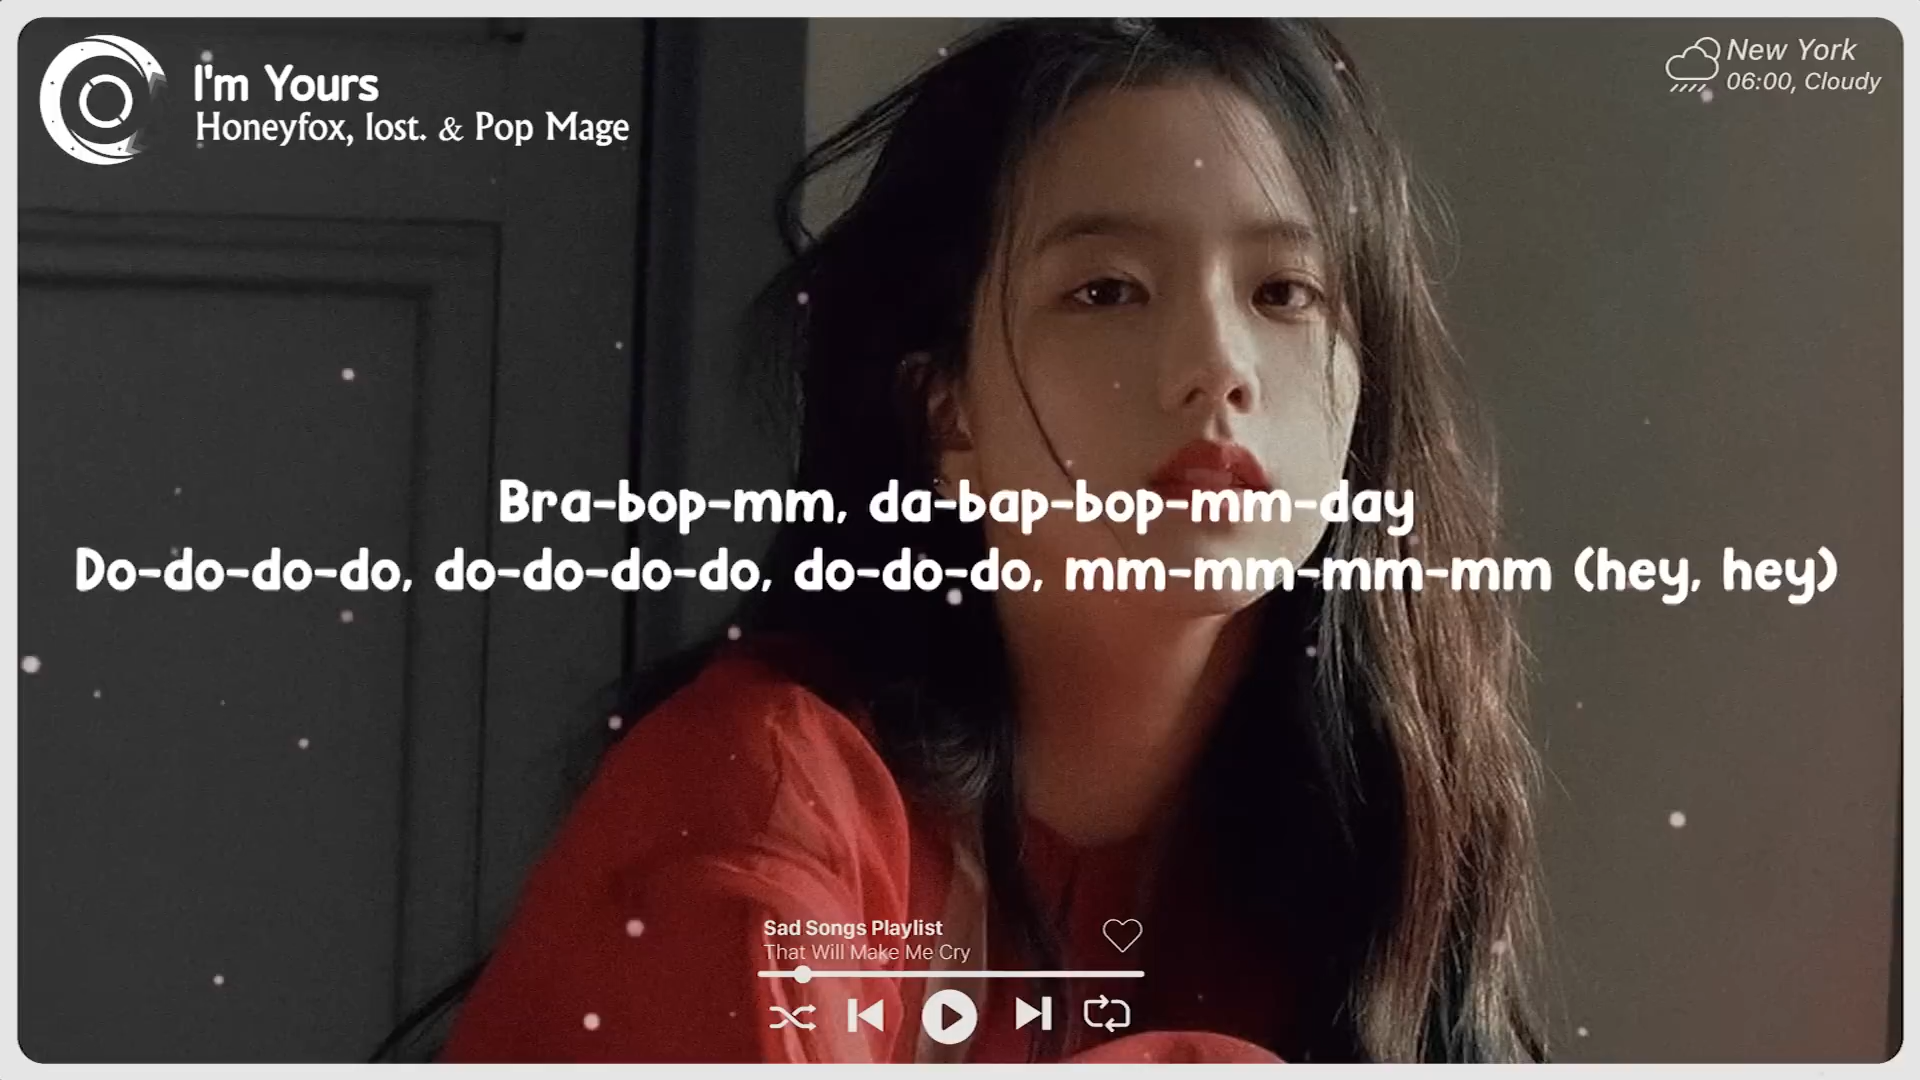 I'm Yours
Honeyfox, lost. & Pop Mage
New York
06:00, Cloudy
Bra-bop-mm, da-bap-bop-mm-day
Do-do-do-do, do-do-do-do, do-do-do, mm-mm-mm-mm (hey, hey)
Sad Songs Playlist
That Will Make Me Cry